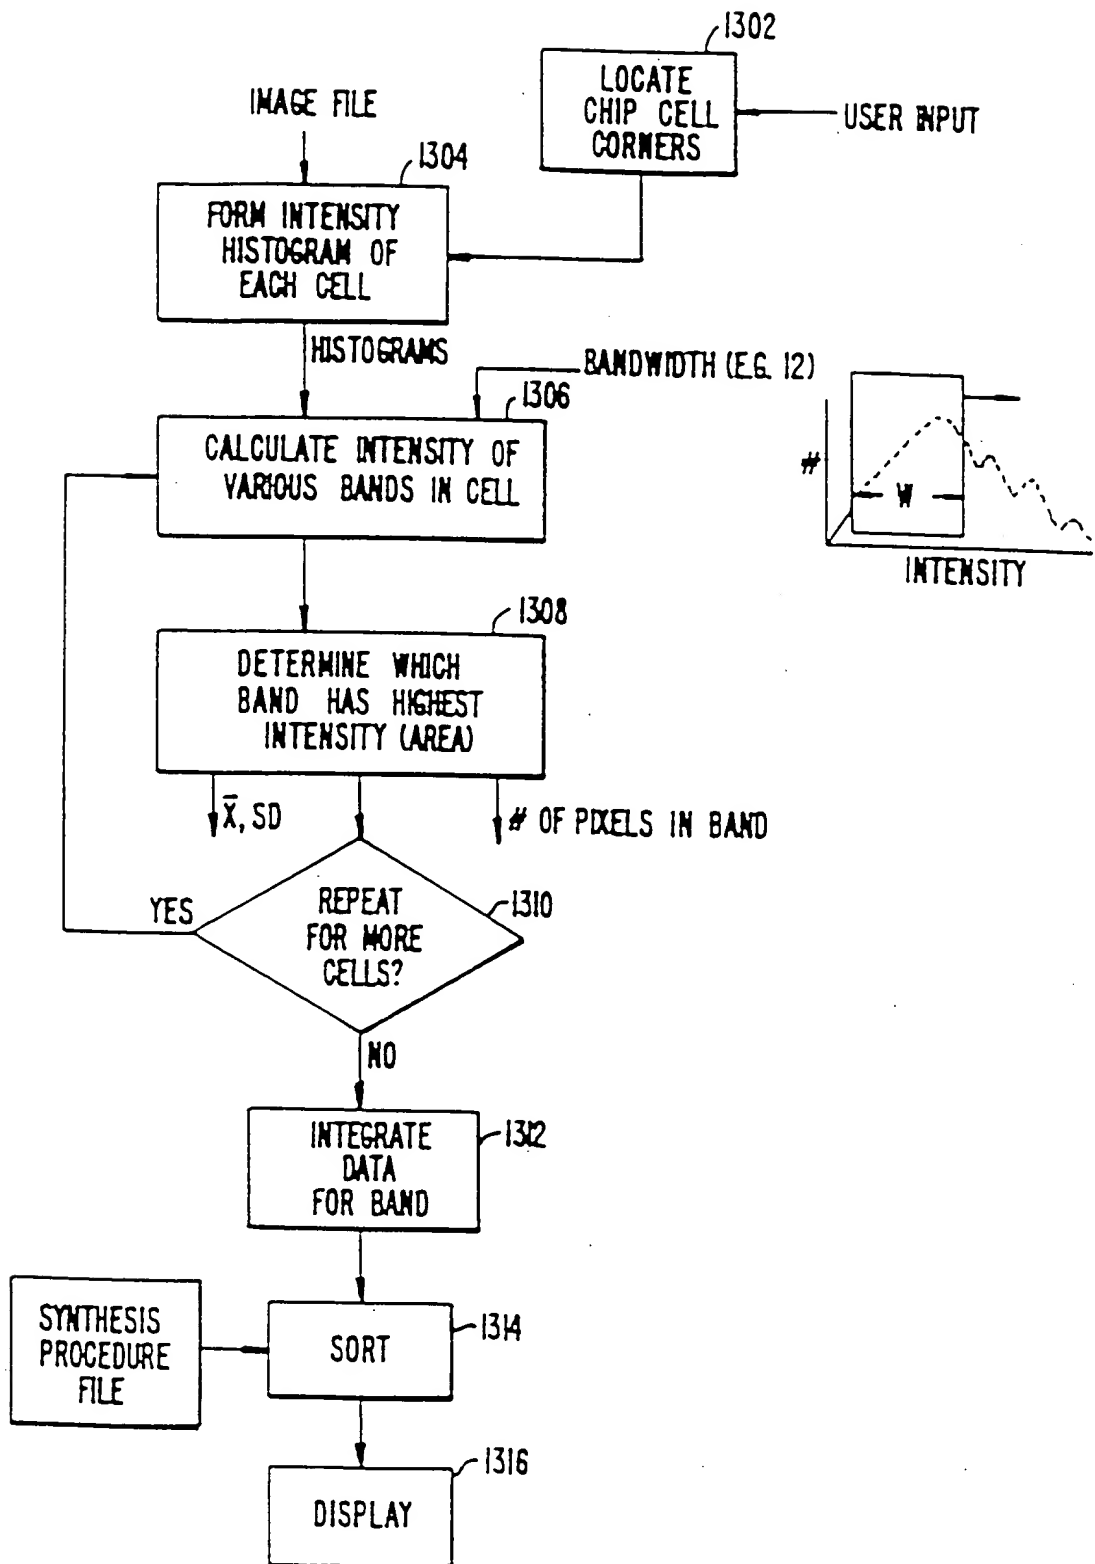 1302
LOCATE
CHIP CELL
CORNERS
USER INPUT
IMAGE FILE
1304
FORM INTENSITY
HISTOGRAM OF
EACH CELL
HISTOGRAMS
BANDWIDTH (E.G. 12)
1306
CALCULATE INTENSITY OF
VARIOUS BANDS IN CELL
#
W
INTENSITY
1308
DETERMINE WHICH
BAND HAS HIGHEST
INTENSITY (AREA)
X̅, SD
# OF PIXELS IN BAND
YES
REPEAT
FOR MORE
CELLS?
1310
NO
INTEGRATE
DATA
FOR BAND
1312
SYNTHESIS
PROCEDURE
FILE
SORT
1314
DISPLAY
1316